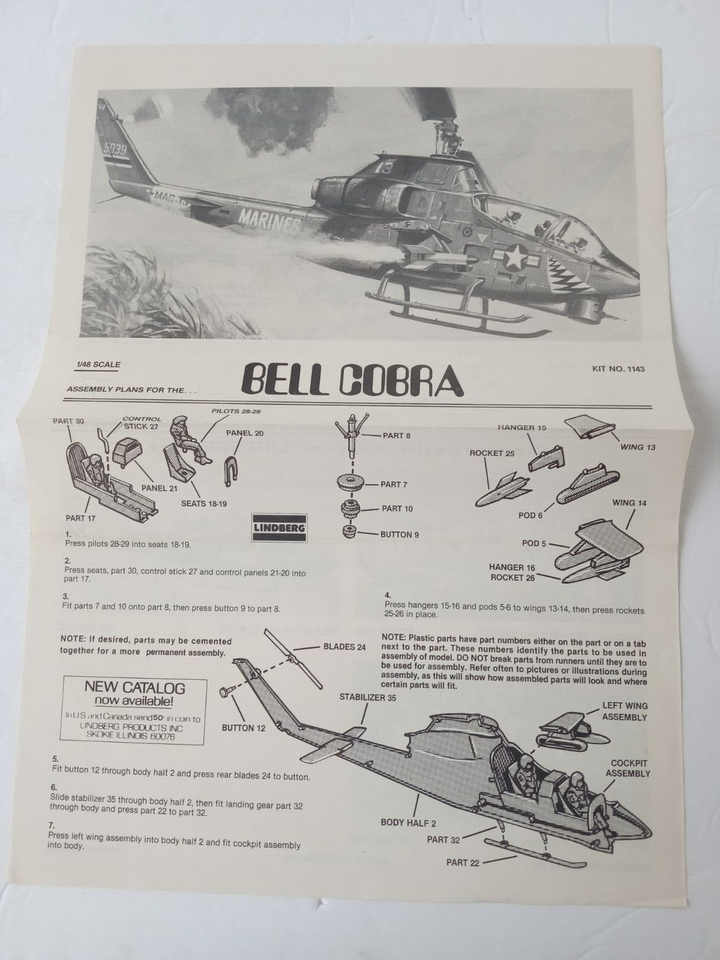 5039
MAG-
MARINES
13
1/48 SCALE
ASSEMBLY PLANS FOR THE...
BELL COBRA
KIT NO. 1143
PART 30
CONTROL
STICK 27
PILOTS 28-29
PANEL 20
PANEL 21
SEATS 18-19
PART 17
PART 8
PART 7
PART 10
BUTTON 9
LINDBERG
HANGER 15
WING 13
ROCKET 25
POD 6
WING 14
POD 5
HANGER 16
ROCKET 26
1.
Press pilots 28-29 into seats 18-19.
2.
Press seats, part 30, control stick 27 and control panels 21-20 into
part 17.
3.
Fit parts 7 and 10 onto part 8, then press button 9 to part 8.
4.
Press hangers 15-16 and pods 5-6 to wings 13-14, then press rockets
25-26 in place.
NOTE: If desired, parts may be cemented
together for a more permanent assembly.
NOTE: Plastic parts have part numbers either on the part or on a tab
next to the part. These numbers identify the parts to be used in
assembly of model. DO NOT break parts from runners until they are to
be used for assembly. Refer often to pictures or illustrations during
assembly, as this will show how assembled parts will look and where
certain parts will fit.
NEW CATALOG
now available!
In U.S. and Canada send 50¢ in coin to
LINDBERG PRODUCTS INC
SKOKIE ILLINOIS 60076
BLADES 24
BUTTON 12
STABILIZER 35
LEFT WING
ASSEMBLY
COCKPIT
ASSEMBLY
BODY HALF 2
PART 32
PART 22
5.
Fit button 12 through body half 2 and press rear blades 24 to button.
6.
Slide stabilizer 35 through body half 2, then fit landing gear part 32
through body and press part 22 to part 32.
7.
Press left wing assembly into body half 2 and fit cockpit assembly
into body.